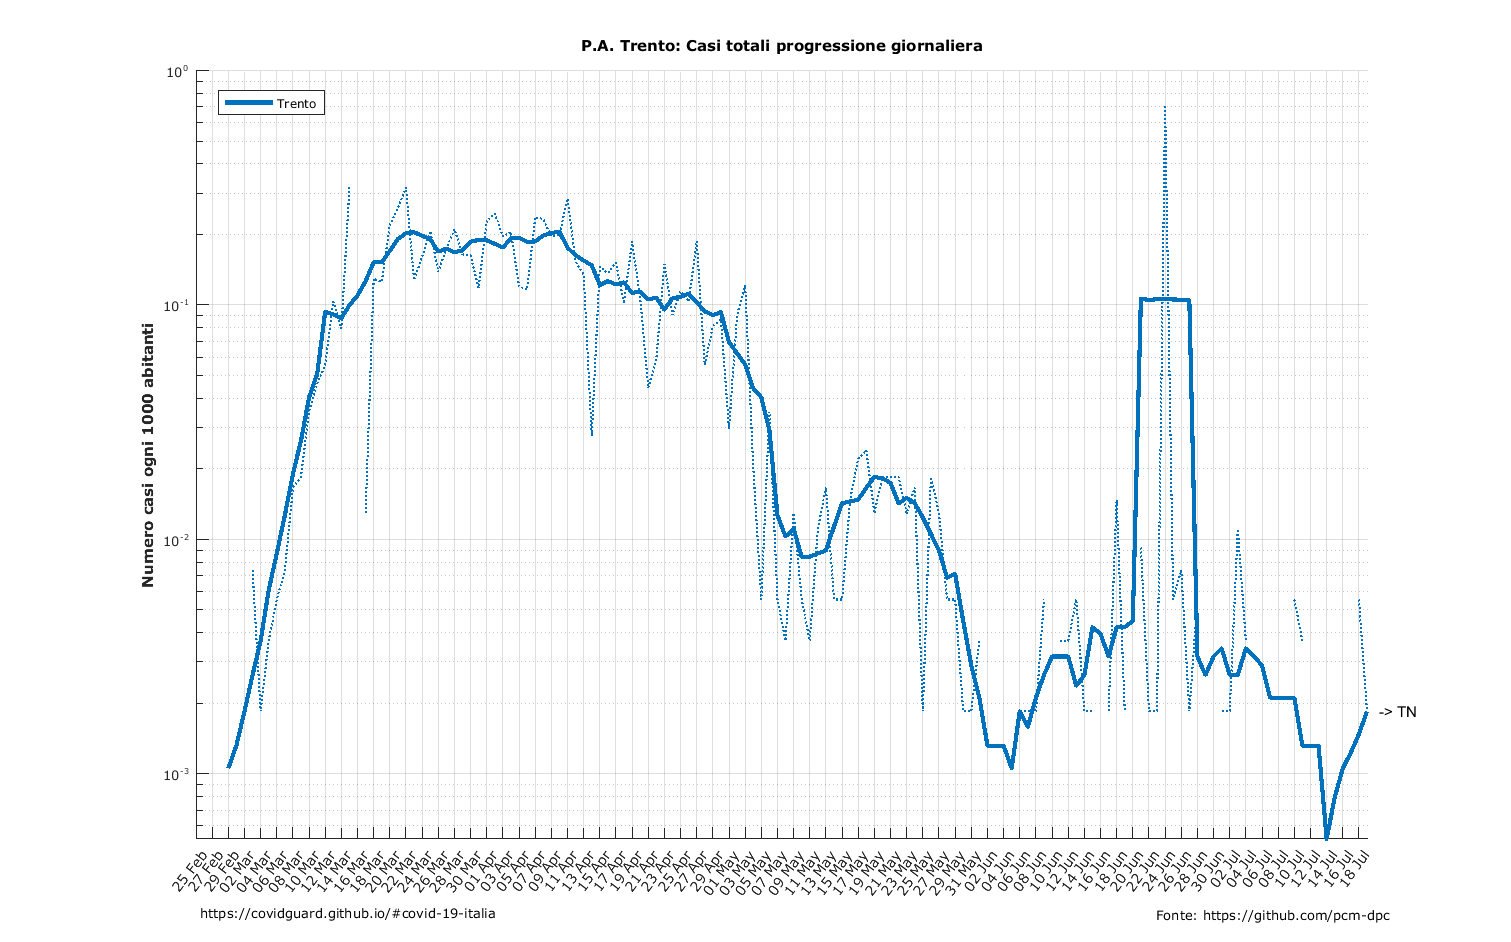 P.A. Trento: Casi totali progressione giornaliera
Trento
Numero casi ogni 1000 abitanti
10⁰
10⁻¹
10⁻²
10⁻³
-> TN
25 Feb
27 Feb
29 Feb
02 Mar
04 Mar
06 Mar
08 Mar
10 Mar
12 Mar
14 Mar
16 Mar
18 Mar
20 Mar
22 Mar
24 Mar
26 Mar
28 Mar
30 Mar
01 Apr
03 Apr
05 Apr
07 Apr
09 Apr
11 Apr
13 Apr
15 Apr
17 Apr
19 Apr
21 Apr
23 Apr
25 Apr
27 Apr
29 Apr
01 May
03 May
05 May
07 May
09 May
11 May
13 May
15 May
17 May
19 May
21 May
23 May
25 May
27 May
29 May
31 May
02 Jun
04 Jun
06 Jun
08 Jun
10 Jun
12 Jun
14 Jun
16 Jun
18 Jun
20 Jun
22 Jun
24 Jun
26 Jun
28 Jun
30 Jun
02 Jul
04 Jul
06 Jul
08 Jul
10 Jul
12 Jul
14 Jul
16 Jul
18 Jul
https://covidguard.github.io/#covid-19-italia
Fonte: https://github.com/pcm-dpc